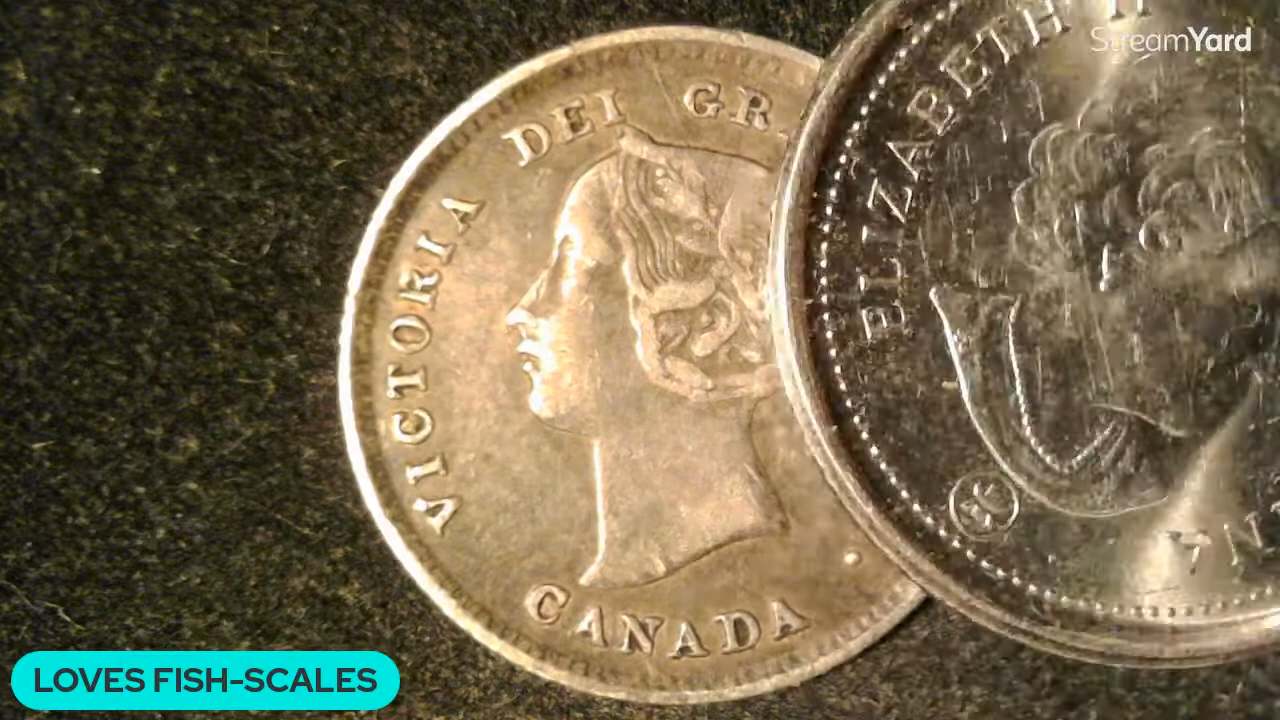 StreamYard
VICTORIA DEI GR
CANADA
ELIZABETH II
LOVES FISH-SCALES